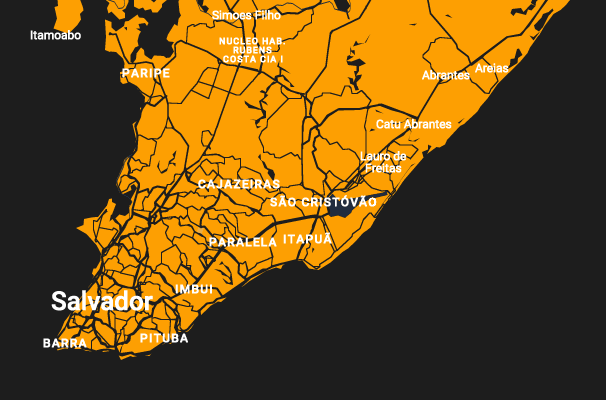 Simoes Filho
Itamoabo
NUCLEO HAB.
RUBENS
COSTA CIA I
PARIPE
Abrantes
Areias
Catu Abrantes
Lauro de
Freitas
CAJAZEIRAS
SÃO CRISTÓVÃO
PARALELA
ITAPUÃ
IMBUI
Salvador
BARRA
PITUBA